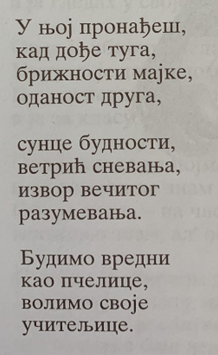 У њој пронађеш,
кад дође туга,
брижности мајке,
оданост друга,
сунце будности,
ветрић сневања,
извор вечитог
разумевања.
Будимо вредни
као пчелице,
волимо своје
учитељице.